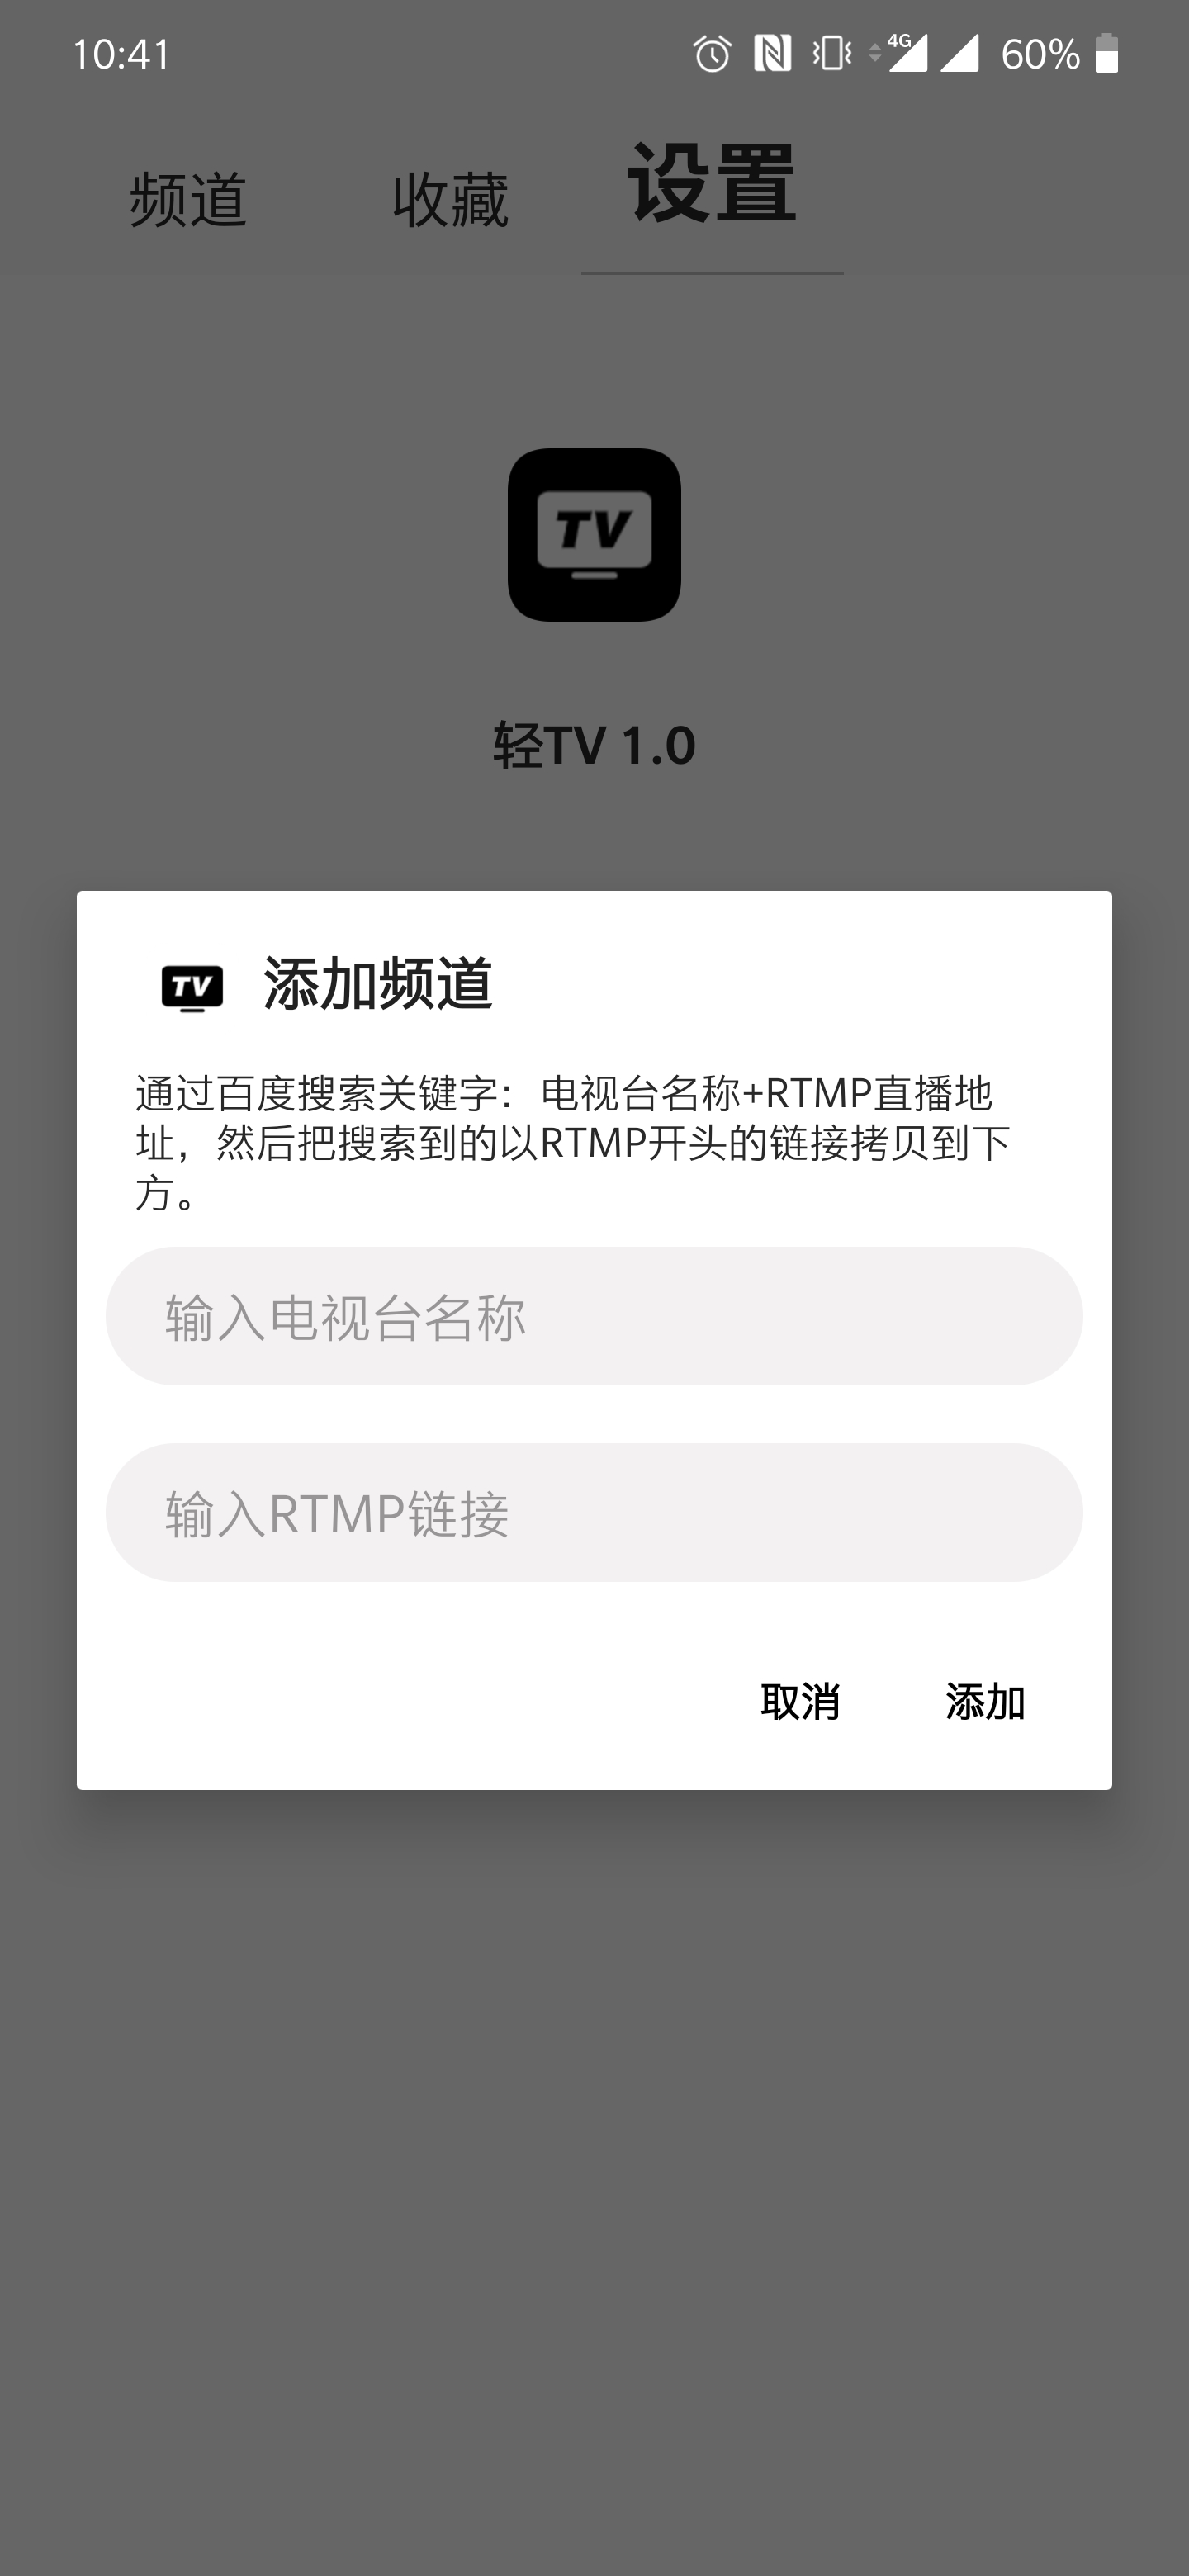 10:41
4G
60%
频道
收藏
设置
TV
轻TV 1.0
TV
添加频道
通过百度搜索关键字：电视台名称+RTMP直播地
址，然后把搜索到的以RTMP开头的链接拷贝到下
方。
输入电视台名称
输入RTMP链接
取消
添加